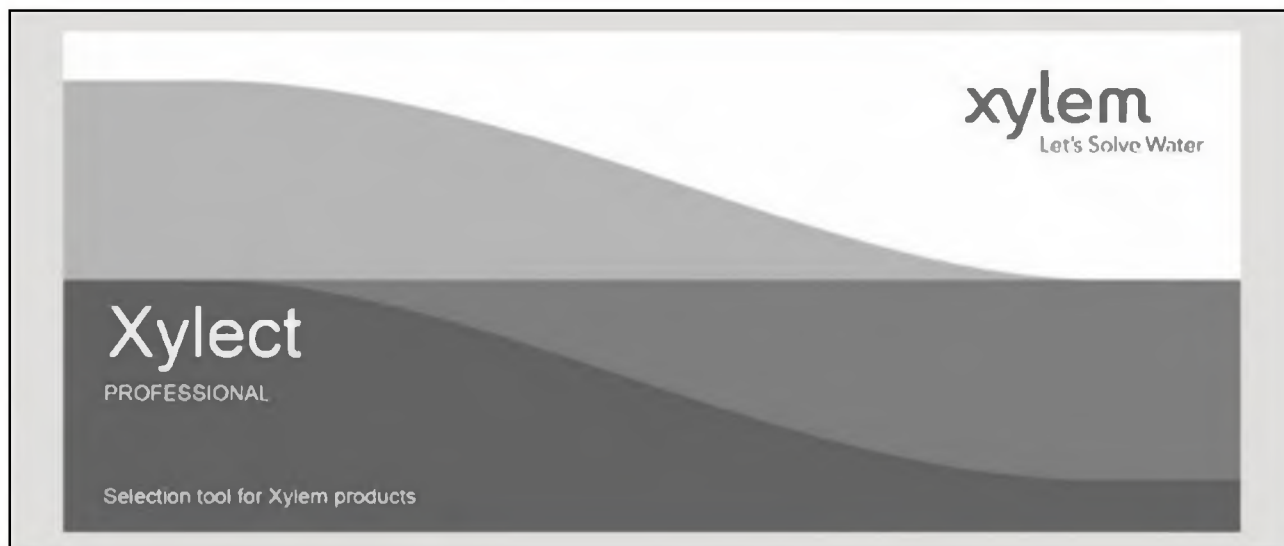 xylem
Let's Solve Water
Xylect
PROFESSIONAL
Selection tool for Xylem products